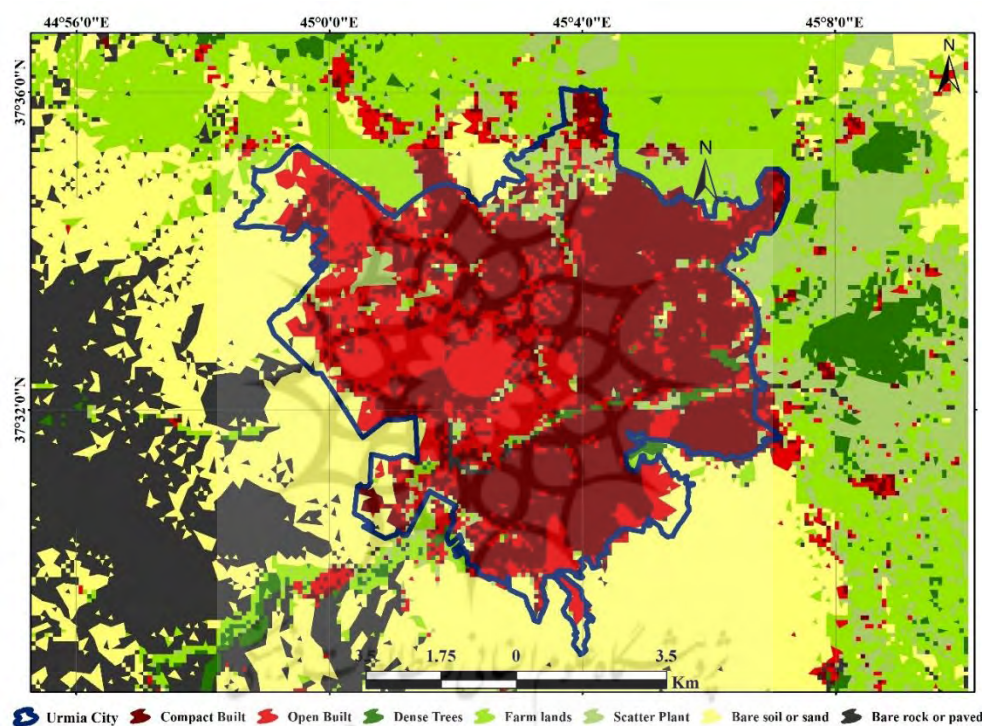 44°56'0"E 45°0'0"E 45°4'0"E 45°8'0"E
N
37°36'0"N
N
37°32'0"N
3.5 1.75 0 3.5
Km
Urmia City Compact Built Open Built Dense Trees Farm lands Scatter Plant Bare soil or sand Bare rock or paved